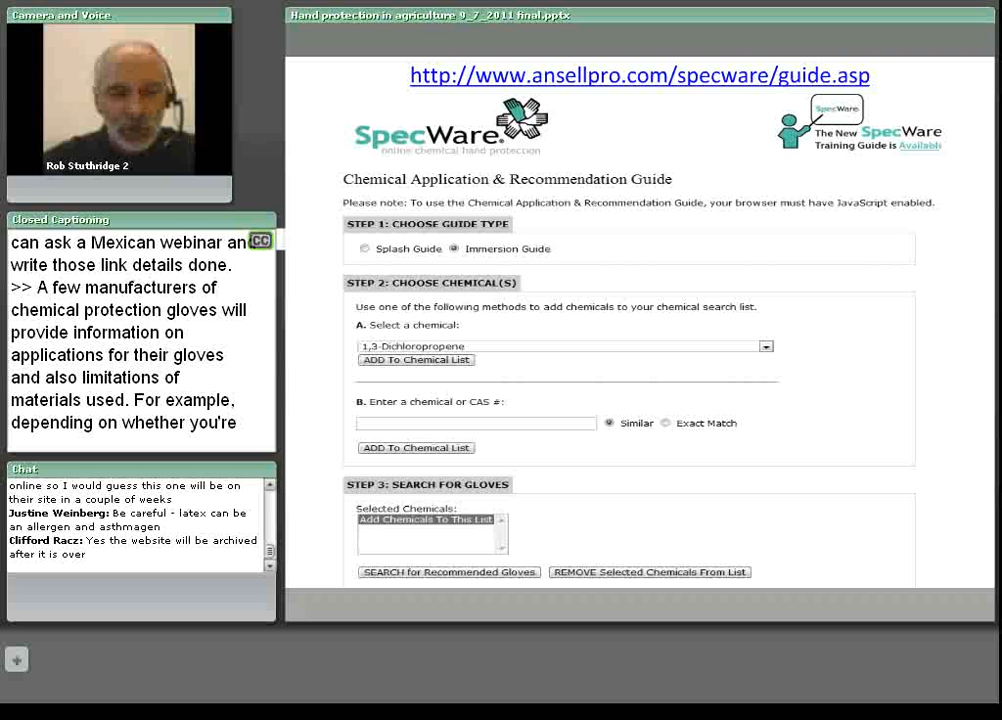 Camera and Voice
Rob Stuthridge 2
Closed Captioning
can ask a Mexican webinar an
CC
write those link details done.
>> A few manufacturers of
chemical protection gloves will
provide information on
applications for their gloves
and also limitations of
materials used. For example,
depending on whether you're
Chat
online so I would guess this one will be on
their site in a couple of weeks
Justine Weinberg: Be careful - latex can be
an allergen and asthmagen
Clifford Racz: Yes the website will be archived
after it is over
Hand protection in agriculture 9_7_2011 final.pptx
http://www.ansellpro.com/specware/guide.asp
SpecWare.
online chemical hand protection
SpecWare.
The New SpecWare
Training Guide is Available
Chemical Application & Recommendation Guide
Please note: To use the Chemical Application & Recommendation Guide, your browser must have JavaScript enabled.
STEP 1: CHOOSE GUIDE TYPE
Splash Guide Immersion Guide
STEP 2: CHOOSE CHEMICAL(S)
Use one of the following methods to add chemicals to your chemical search list.
A. Select a chemical:
1,3-Dichloropropene
ADD To Chemical List
B. Enter a chemical or CAS #:
Similar Exact Match
ADD To Chemical List
STEP 3: SEARCH FOR GLOVES
Selected Chemicals:
Add Chemicals To This List
SEARCH for Recommended Gloves REMOVE Selected Chemicals From List